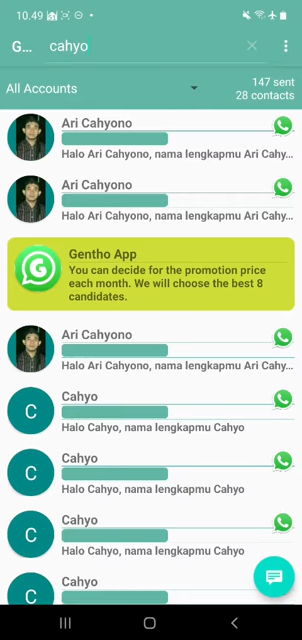 10.49
G... cahyo
All Accounts
147 sent
28 contacts
Ari Cahyono
Halo Ari Cahyono, nama lengkapmu Ari Cahy...
Ari Cahyono
Halo Ari Cahyono, nama lengkapmu Ari Cahy...
Gentho App
You can decide for the promotion price
each month. We will choose the best 8
candidates.
Ari Cahyono
Halo Ari Cahyono, nama lengkapmu Ari Cahy...
C
Cahyo
Halo Cahyo, nama lengkapmu Cahyo
C
Cahyo
Halo Cahyo, nama lengkapmu Cahyo
C
Cahyo
Halo Cahyo, nama lengkapmu Cahyo
C
Cahyo